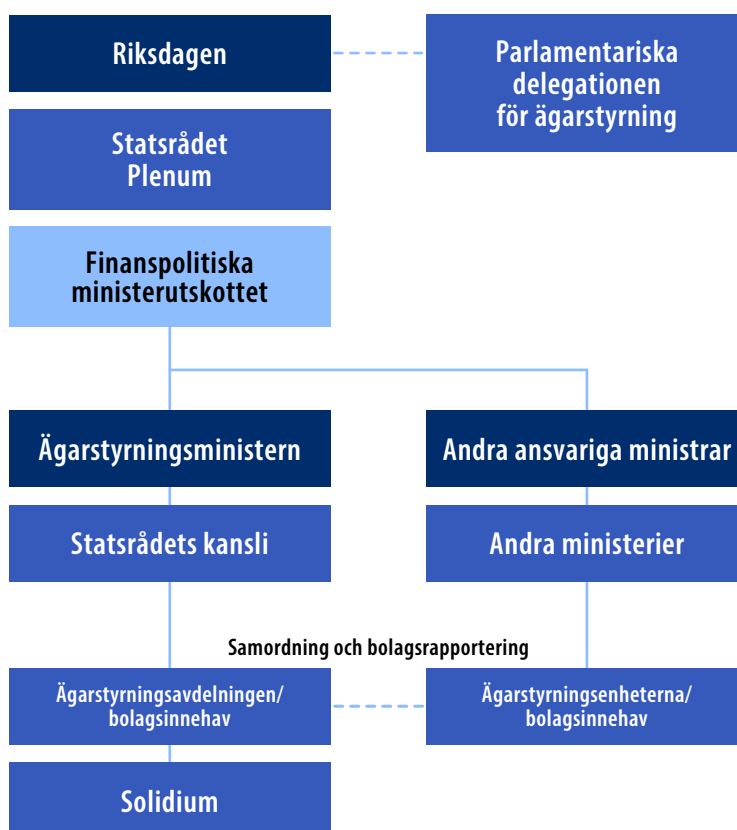 Riksdagen
Parlamentariska
delegationen
för ägarstyrning
Statsrådet
Plenum
Finanspolitiska
ministerutskottet
Ägarstyrningsministern
Andra ansvariga ministrar
Statsrådets kansli
Andra ministerier
Samordning och bolagsrapportering
Ägarstyrningsavdelningen/
bolagsinnehav
Ägarstyrningsenheterna/
bolagsinnehav
Solidium